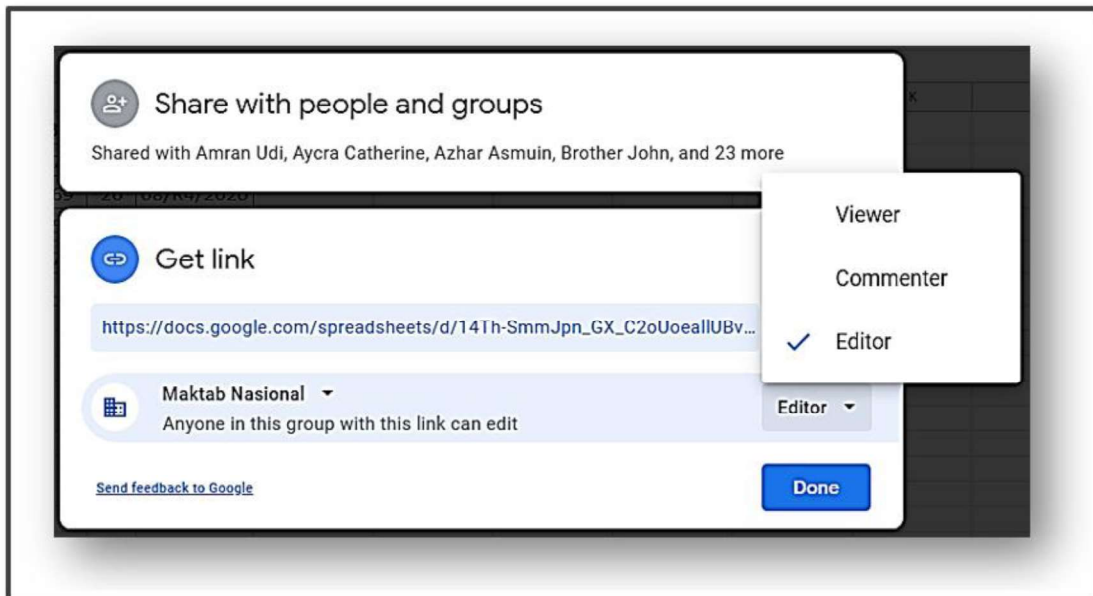 Share with people and groups
Shared with Amran Udi, Aycra Catherine, Azhar Asmuin, Brother John, and 23 more
Get link
https://docs.google.com/spreadsheets/d/14Th-SmmJpn_GX_C2oUoeallUBv...
Maktab Nasional
Anyone in this group with this link can edit
Editor
Viewer
Commenter
Editor
Send feedback to Google
Done